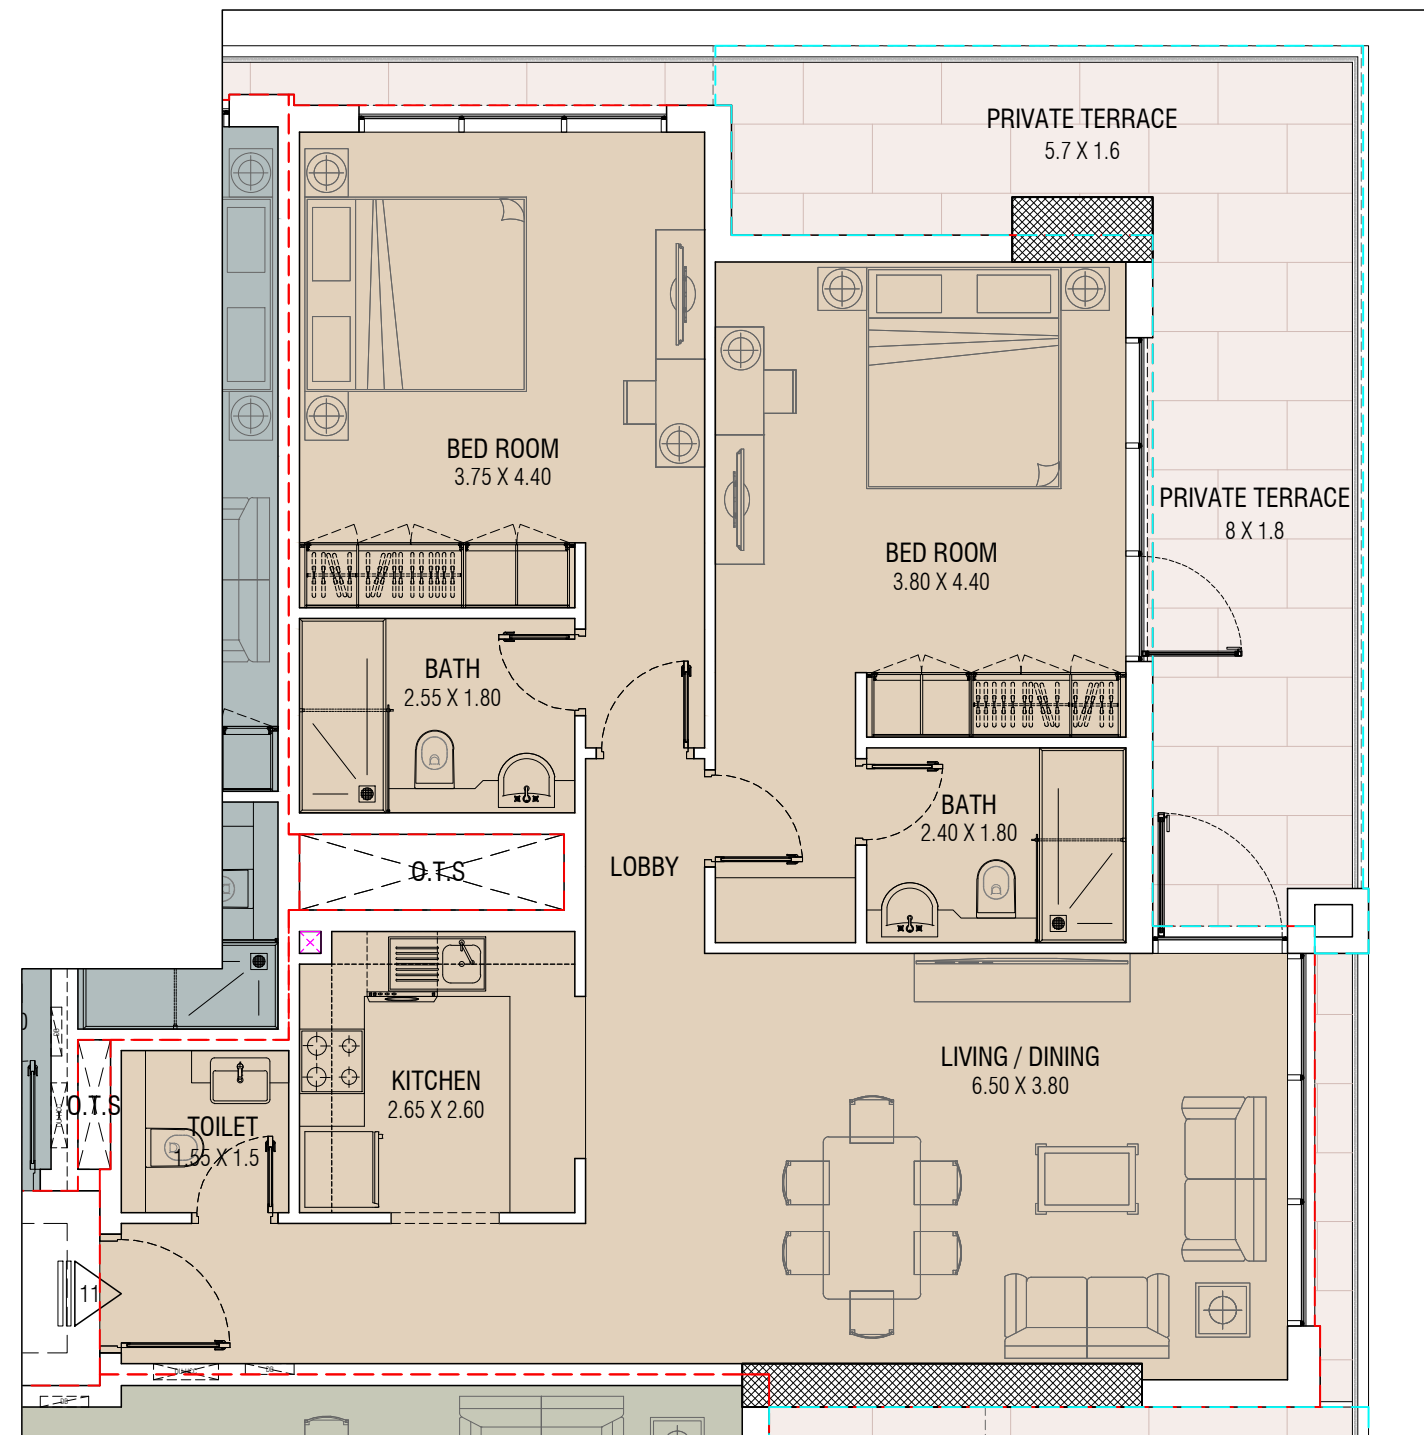 PRIVATE TERRACE
5.7 X 1.6
BED ROOM
3.75 X 4.40
PRIVATE TERRACE
8 X 1.8
BED ROOM
3.80 X 4.40
BATH
2.55 X 1.80
BATH
2.40 X 1.80
O.T.S
LOBBY
LIVING / DINING
6.50 X 3.80
KITCHEN
2.65 X 2.60
O.T.S
TOILET
1.55 X 1.5
11
DB
DB